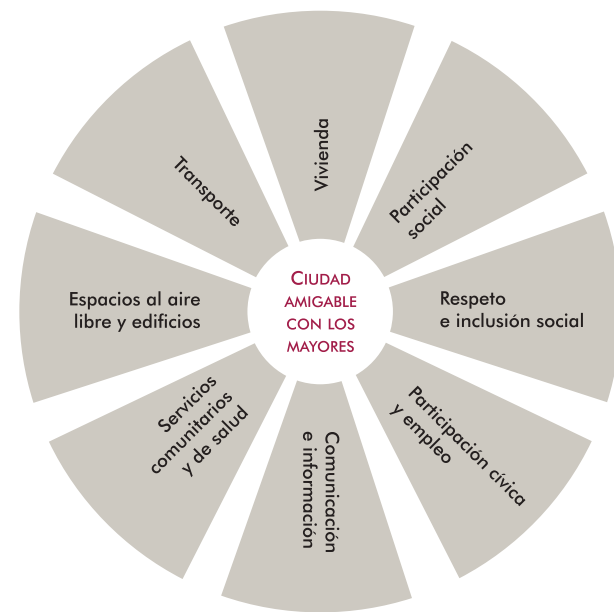 CIUDAD
AMIGABLE
CON LOS
MAYORES
Vivienda
Participación
social
Respeto
e inclusión social
Participación cívica
y empleo
Comunicación
e información
Servicios
comunitarios
y de salud
Espacios al aire
libre y edificios
Transporte